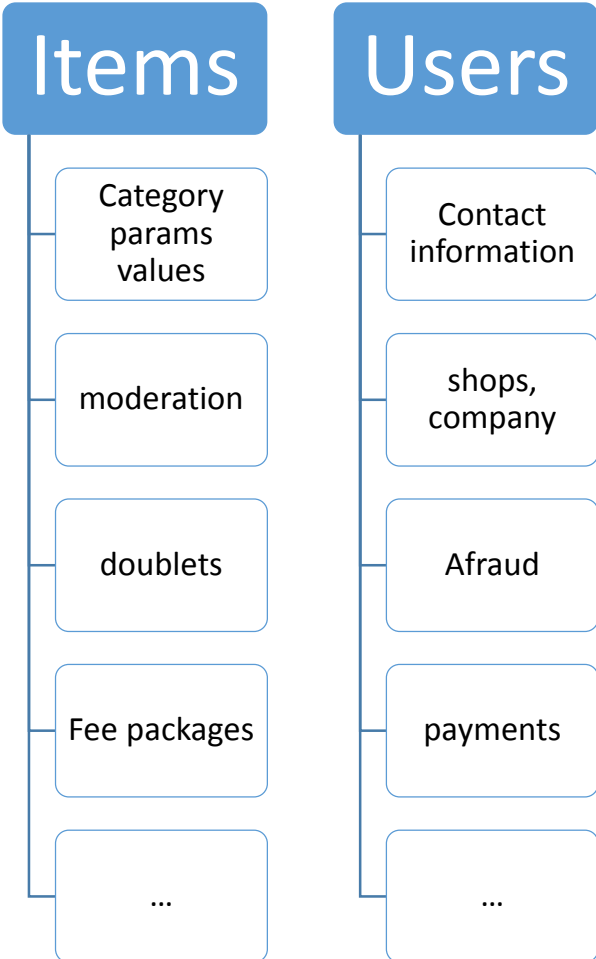 Items
Category
params
values
moderation
doublets
Fee packages
...
Users
Contact
information
shops,
company
Afraud
payments
...